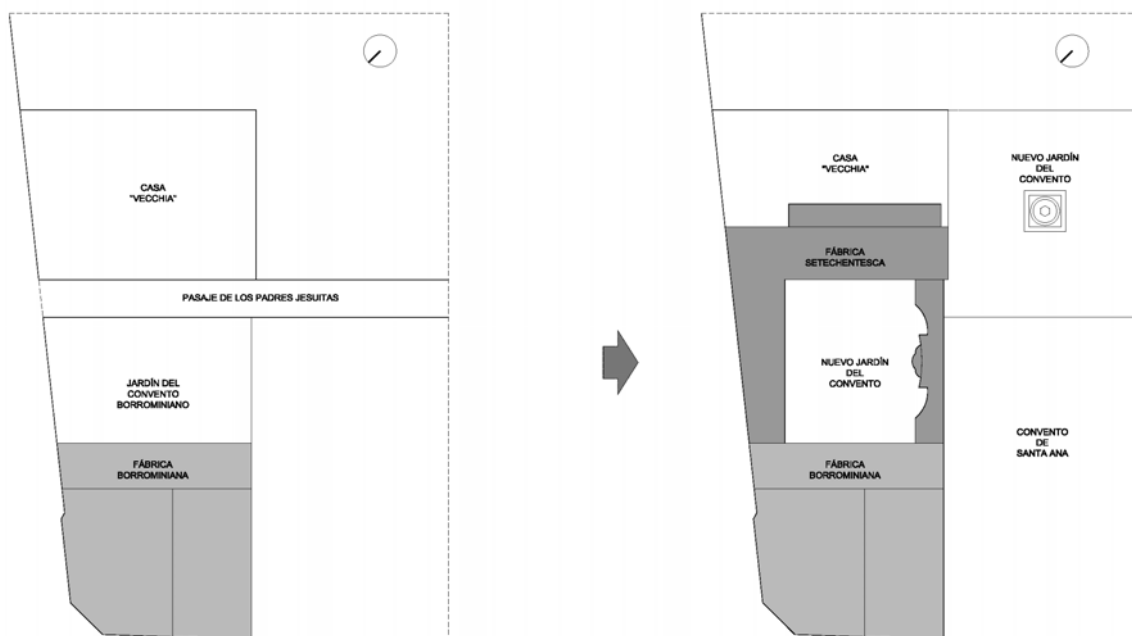 CASA
"VECCHIA"
PASAJE DE LOS PADRES JESUITAS
JARDÍN DEL
CONVENTO
BORROMINIANO
FÁBRICA
BORROMINIANA
CASA
"VECCHIA"
NUEVO JARDÍN
DEL
CONVENTO
FÁBRICA
SETECHENTESCA
NUEVO JARDÍN
DEL
CONVENTO
CONVENTO
DE
SANTA ANA
FÁBRICA
BORROMINIANA